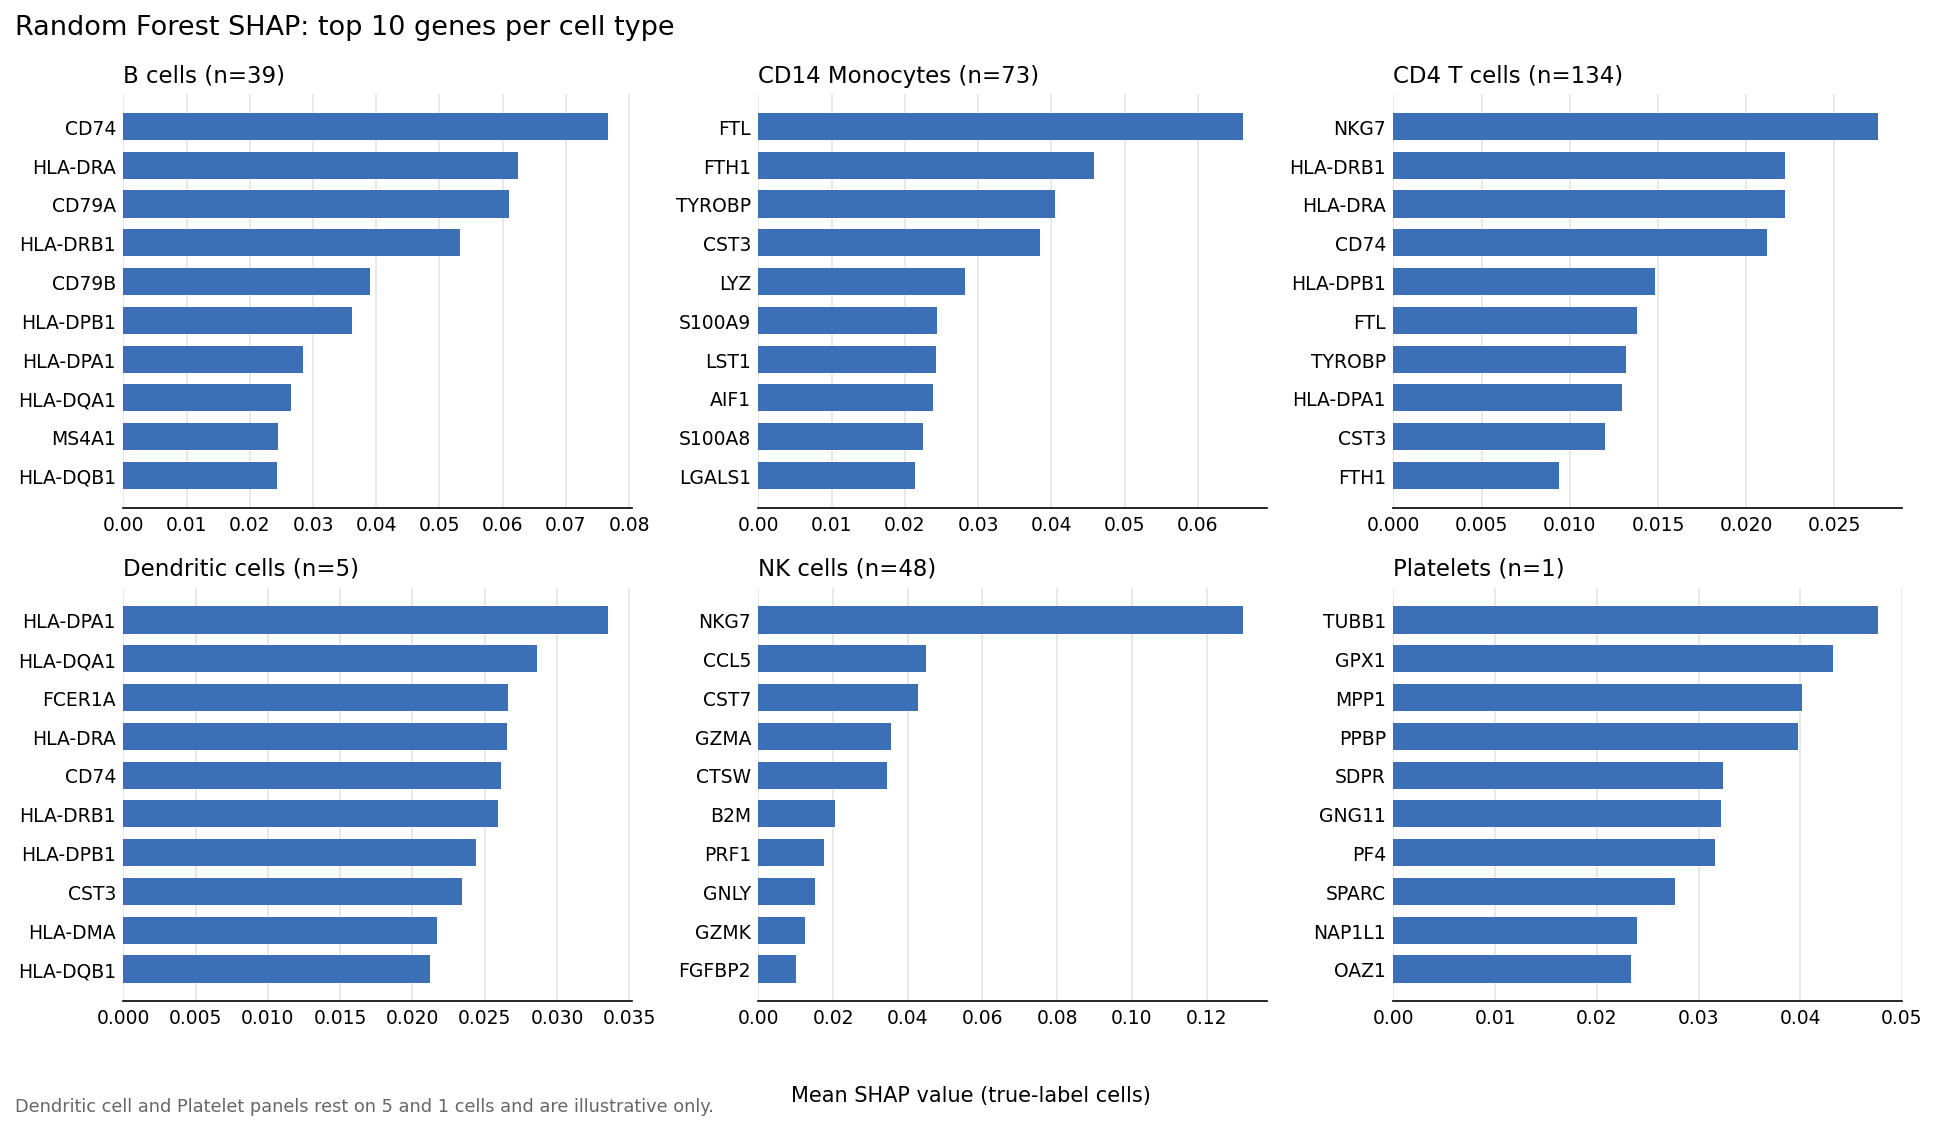 Random Forest SHAP: top 10 genes per cell type
B cells (n=39)
CD74
HLA-DRA
CD79A
HLA-DRB1
CD79B
HLA-DPB1
HLA-DPA1
HLA-DQA1
MS4A1
HLA-DQB1
0.00 0.01 0.02 0.03 0.04 0.05 0.06 0.07 0.08
CD14 Monocytes (n=73)
FTL
FTH1
TYROBP
CST3
LYZ
S100A9
LST1
AIF1
S100A8
LGALS1
0.00 0.01 0.02 0.03 0.04 0.05 0.06
CD4 T cells (n=134)
NKG7
HLA-DRB1
HLA-DRA
CD74
HLA-DPB1
FTL
TYROBP
HLA-DPA1
CST3
FTH1
0.000 0.005 0.010 0.015 0.020 0.025
Dendritic cells (n=5)
HLA-DPA1
HLA-DQA1
FCER1A
HLA-DRA
CD74
HLA-DRB1
HLA-DPB1
CST3
HLA-DMA
HLA-DQB1
0.000 0.005 0.010 0.015 0.020 0.025 0.030 0.035
NK cells (n=48)
NKG7
CCL5
CST7
GZMA
CTSW
B2M
PRF1
GNLY
GZMK
FGFBP2
0.00 0.02 0.04 0.06 0.08 0.10 0.12
Platelets (n=1)
TUBB1
GPX1
MPP1
PPBP
SDPR
GNG11
PF4
SPARC
NAP1L1
OAZ1
0.00 0.01 0.02 0.03 0.04 0.05
Mean SHAP value (true-label cells)
Dendritic cell and Platelet panels rest on 5 and 1 cells and are illustrative only.